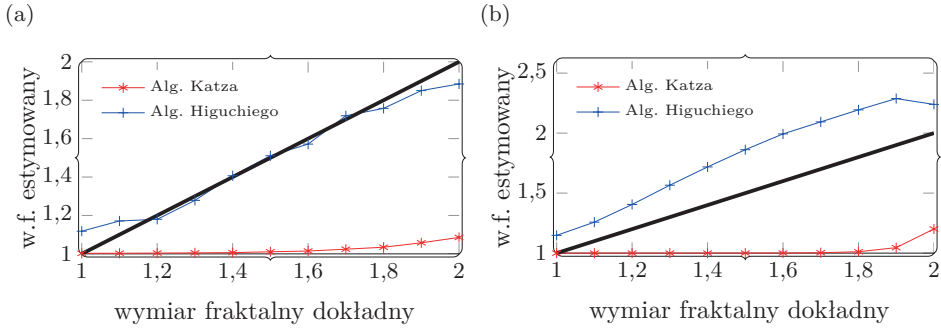 (a)
w.f. estymowany
2
1,8
1,6
1,4
1,2
1
Alg. Katza
Alg. Higuchiego
1 1,2 1,4 1,6 1,8 2
wymiar fraktalny dokładny
(b)
w.f. estymowany
2,5
2
1,5
1
Alg. Katza
Alg. Higuchiego
1 1,2 1,4 1,6 1,8 2
wymiar fraktalny dokładny